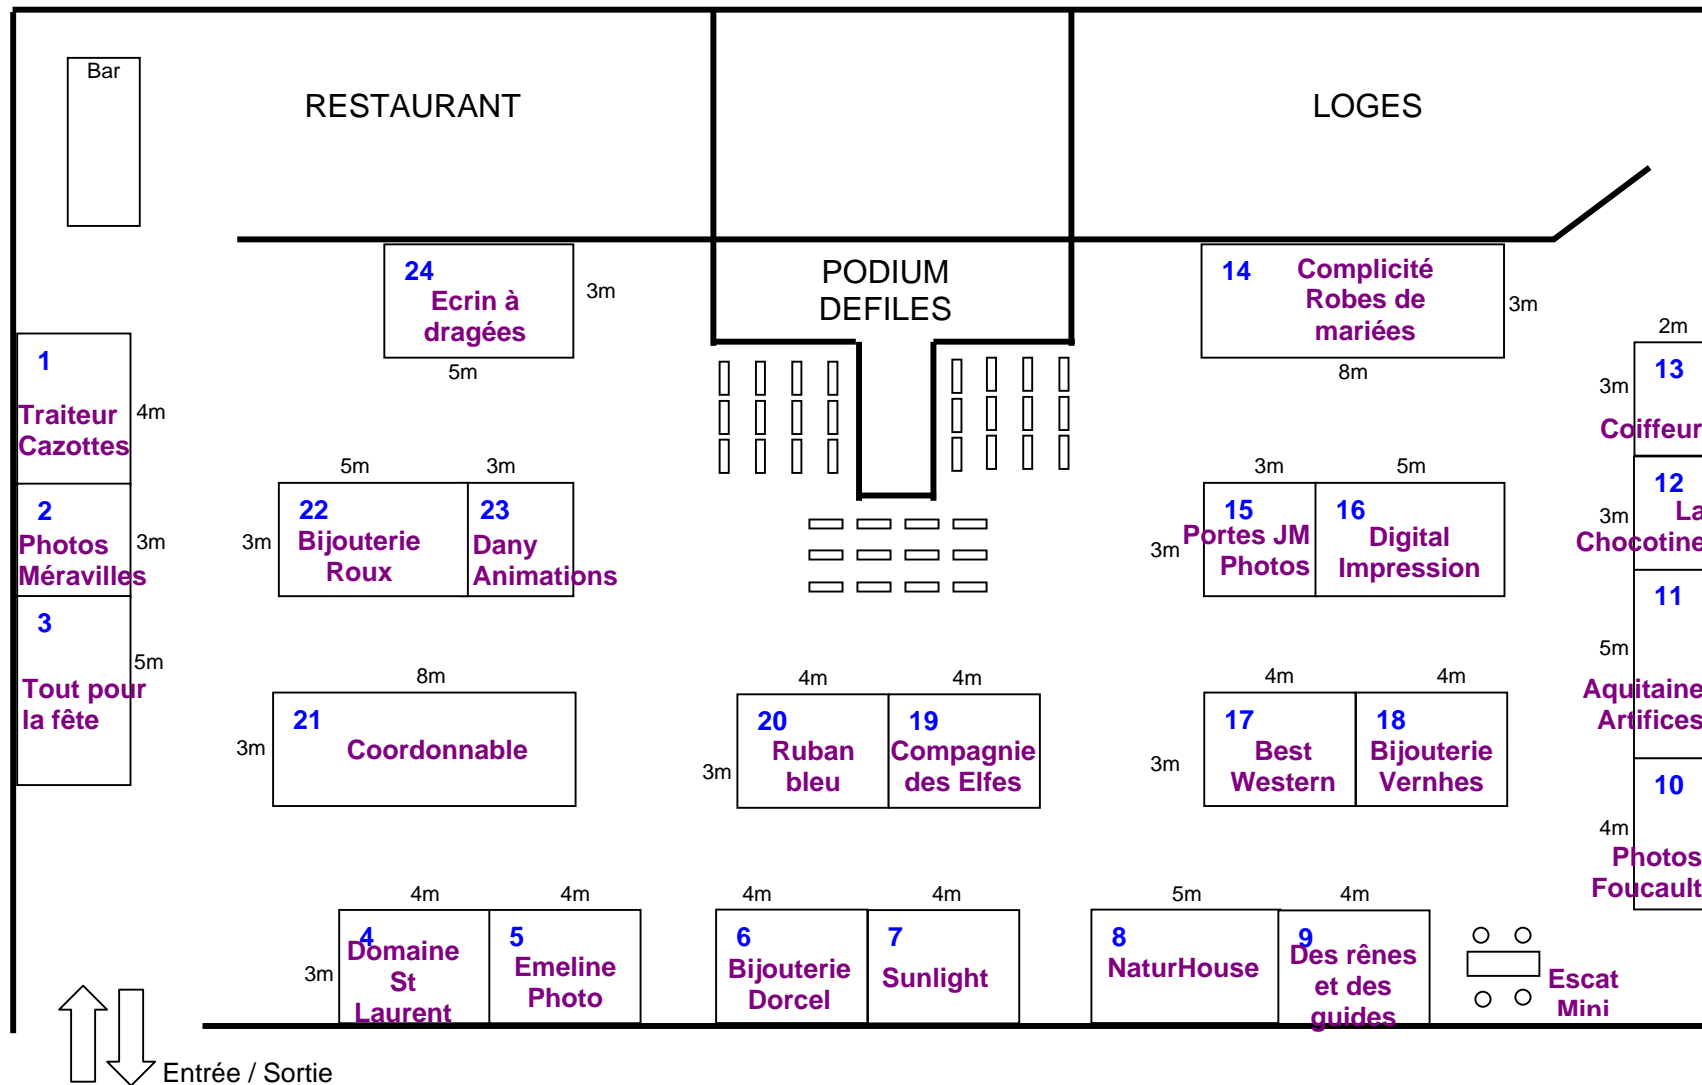 Bar
RESTAURANT
LOGES
PODIUM
DEFILES
24
Ecrin à
dragées
3m
5m
14
Complicité
Robes de
mariées
3m
8m
1
Traiteur
Cazottes
4m
2
Photos
Méravilles
3m
3
Tout pour
la fête
5m
5m
3m
3m
22
Bijouterie
Roux
23
Dany
Animations
3m
5m
3m
15
Portes JM
Photos
16
Digital
Impression
2m
3m
13
Coiffeur
3m
12
La
Chocotine
11
5m
Aquitaine
Artifices
10
4m
Photos
Foucault
8m
3m
21
Coordonnable
4m
4m
3m
20
Ruban
bleu
19
Compagnie
des Elfes
4m
4m
3m
17
Best
Western
18
Bijouterie
Vernhes
4m
4m
3m
4
Domaine
St
Laurent
5
Emeline
Photo
4m
4m
6
Bijouterie
Dorcel
7
Sunlight
5m
4m
8
NaturHouse
9
Des rênes
et des
guides
Escat
Mini
Entrée / Sortie